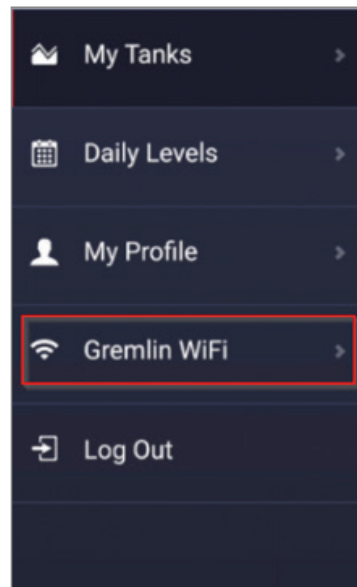 My Tanks
Daily Levels
My Profile
Gremlin WiFi
Log Out